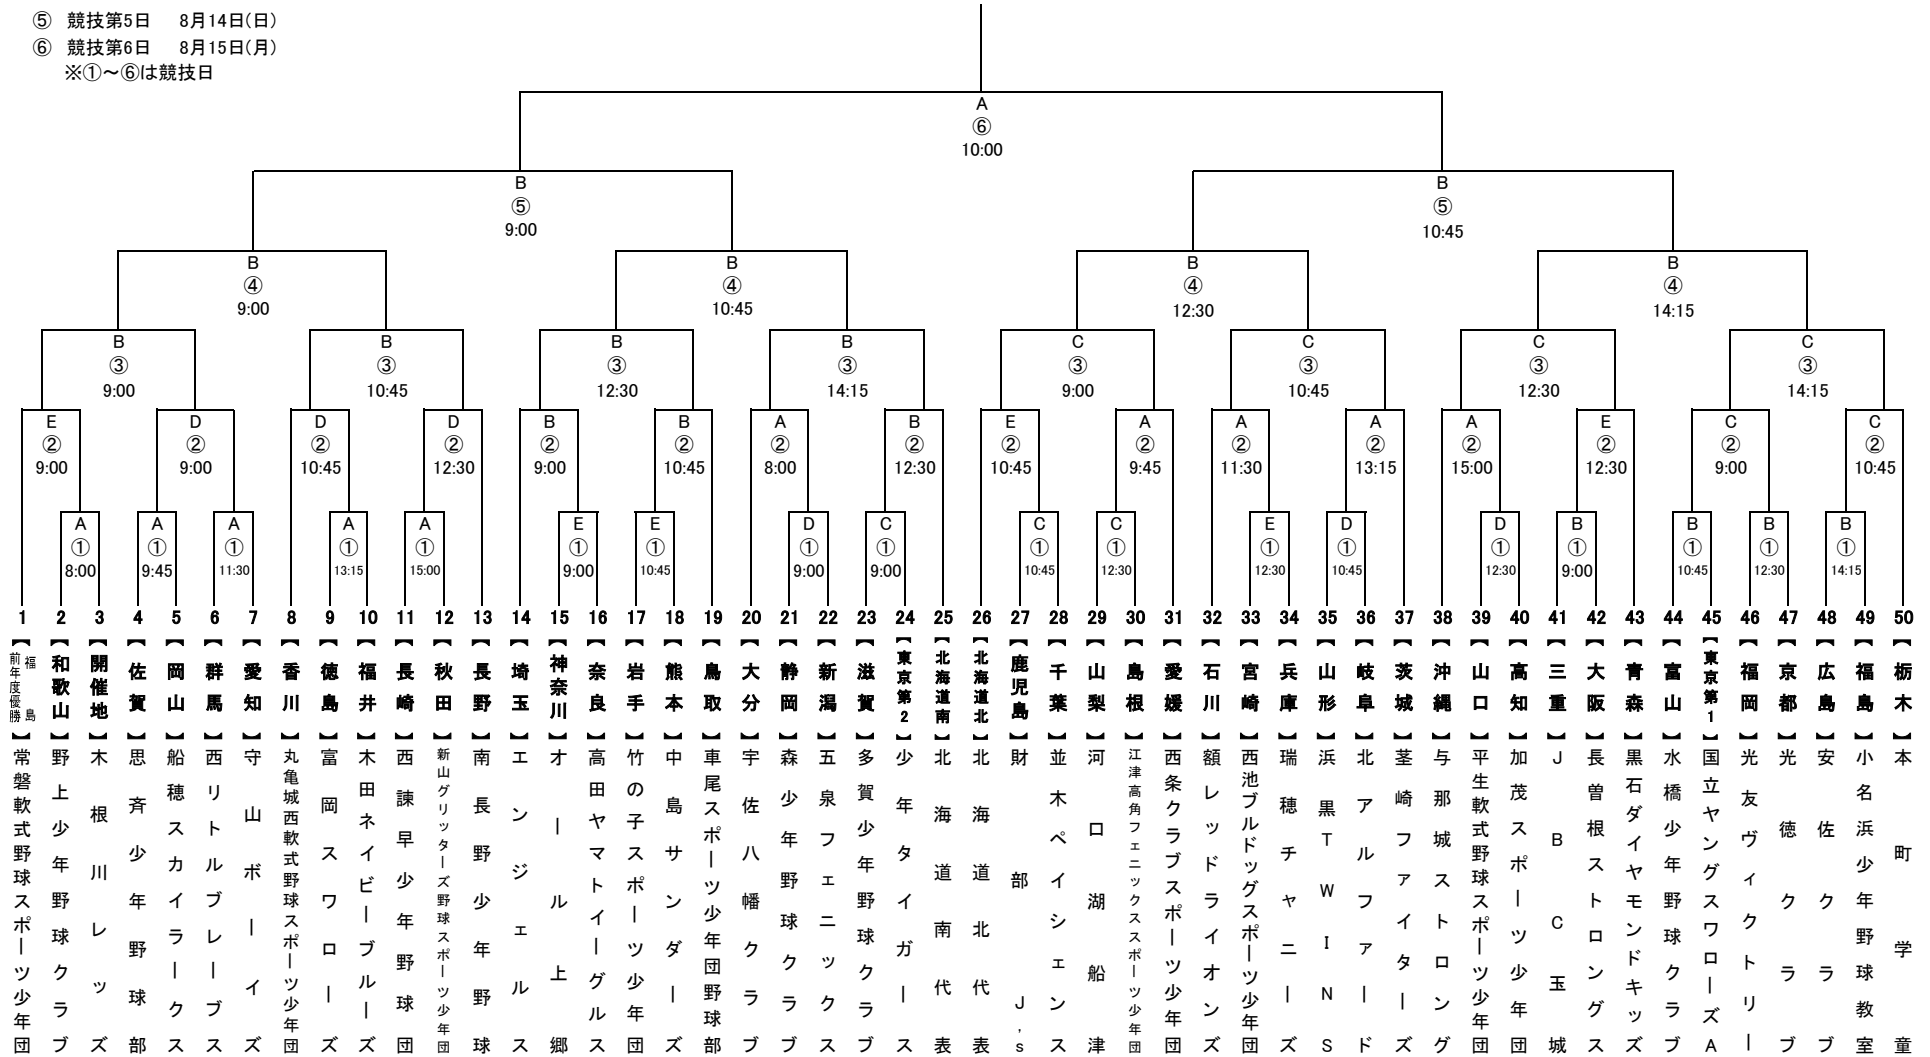 ⑤ 競技第5日 8月14日(日)
⑥ 競技第6日 8月15日(月)
※①～⑥は競技日
A
⑥
10:00
B B
⑤ ⑤
9:00 10:45
B B B B
④ ④ ④ ④
9:00 10:45 12:30 14:15
B B B B C C C C
③ ③ ③ ③ ③ ③ ③ ③
9:00 10:45 12:30 14:15 9:00 10:45 12:30 14:15
E D D D B B A B E A A A A E C C
② ② ② ② ② ② ② ② ② ② ② ② ② ② ② ②
9:00 9:00 10:45 12:30 9:00 10:45 8:00 12:30 10:45 9:45 11:30 13:15 15:00 12:30 9:00 10:45
A A A A A E E D C C C E D D B B B B
① ① ① ① ① ① ① ① ① ① ① ① ① ① ① ① ① ①
8:00 9:45 11:30 13:15 15:00 9:00 10:45 9:00 9:00 10:45 12:30 12:30 10:45 12:30 9:00 10:45 12:30 14:15
1 【福島 前年度優勝】 常磐軟式野球スポーツ少年団
2 【和歌山】 野上少年野球クラブ
3 【開催地】 木根川レッズ
4 【佐賀】 思斉少年野球部
5 【岡山】 船穂スカイラークス
6 【群馬】 西リトルブレーブス
7 【愛知】 守山ボーイズ
8 【香川】 丸亀城西軟式野球スポーツ少年団
9 【徳島】 富岡スワローズ
10 【福井】 木田ネイビーブルーズ
11 【長崎】 西諫早少年野球団
12 【秋田】 新山グリッターズ野球スポーツ少年団
13 【長野】 南長野少年野球
14 【埼玉】 エンジェルス
15 【神奈川】 オール上郷
16 【奈良】 高田ヤマトイーグルス
17 【岩手】 竹の子スポーツ少年団
18 【熊本】 中島サンダーズ
19 【鳥取】 車尾スポーツ少年団野球部
20 【大分】 宇佐八幡クラブ
21 【静岡】 森少年野球クラブ
22 【新潟】 五泉フェニックス
23 【滋賀】 多賀少年野球クラブ
24 【東京第2】 少年タイガース
25 【北海道南】 北海道南代表
26 【北海道北】 北海道北代表
27 【鹿児島】 財部J,s
28 【千葉】 並木ペイシェンス
29 【山梨】 河口湖船津
30 【島根】 江津高角フェニックススポーツ少年団
31 【愛媛】 西条クラブスポーツ少年団
32 【石川】 額レッドライオンズ
33 【宮崎】 西池ブルドッグスポーツ少年団
34 【兵庫】 瑞穂チャニーズ
35 【山形】 浜黒TWINS
36 【岐阜】 北アルファード
37 【茨城】 茎崎ファイターズ
38 【沖縄】 与那城ストロング
39 【山口】 平生軟式野球スポーツ少年団
40 【高知】 加茂スポーツ少年団
41 【三重】 JBC玉城
42 【大阪】 長曽根ストロングス
43 【青森】 黒石ダイヤモンドキッズ
44 【富山】 水橋少年野球クラブ
45 【東京第1】 国立ヤングスワローズA
46 【福岡】 光友ヴィクトリー
47 【京都】 光徳クラブ
48 【広島】 安佐クラブ
49 【福島】 小名浜少年野球教室
50 【栃木】 本町学童